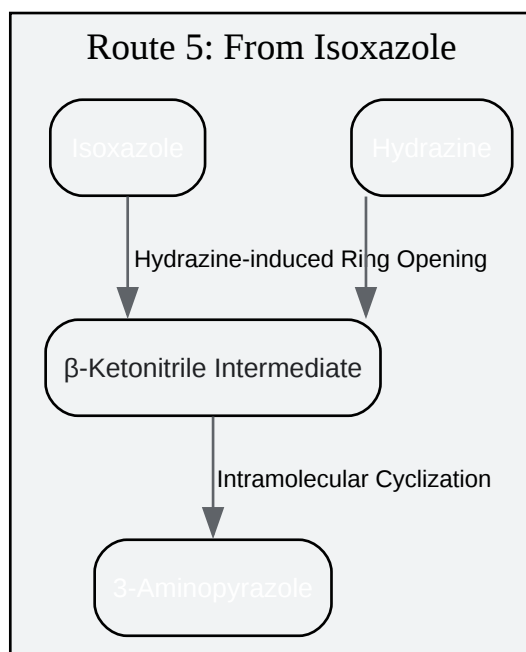 Route 5: From Isoxazole
Isoxazole
Hydrazine
Hydrazine-induced Ring Opening
β-Ketonitrile Intermediate
Intramolecular Cyclization
3-Aminopyrazole